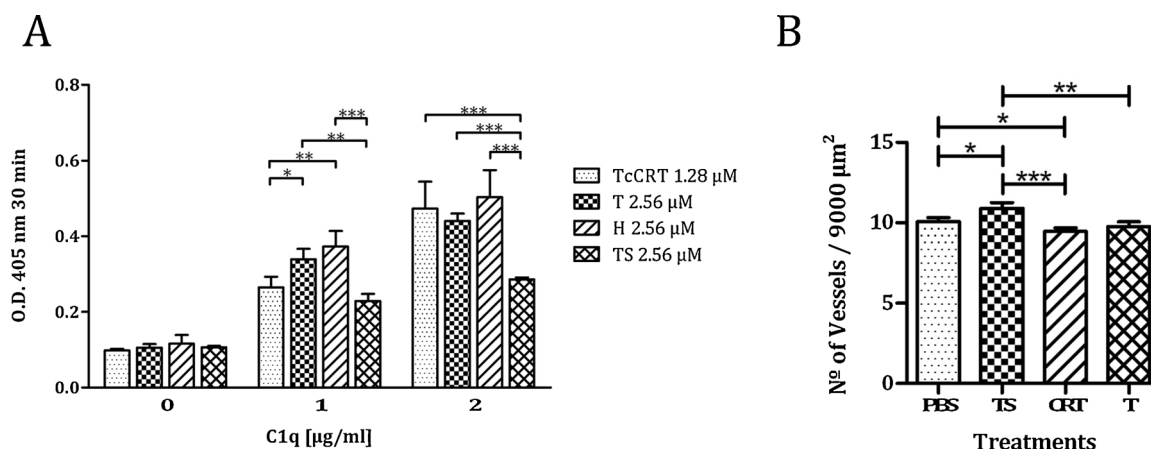 A
O.D. 405 nm 30 min
0.8
0.6
0.4
0.2
0.0
***
**
**
*
***
***
***
0
1
2
C1q [µg/ml]
TcCRT 1.28 µM
T 2.56 µM
H 2.56 µM
TS 2.56 µM
B
Nº of Vessels / 9000 µm²
15
10
5
0
**
*
*
***
PBS
TS
CRT
T
Treatments